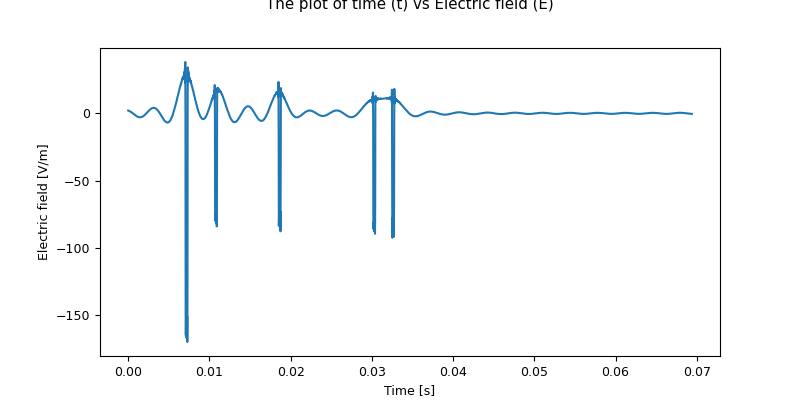 The plot of time (t) vs Electric field (E)
Electric field [V/m]
0
−50
−100
−150
0.00 0.01 0.02 0.03 0.04 0.05 0.06 0.07
Time [s]